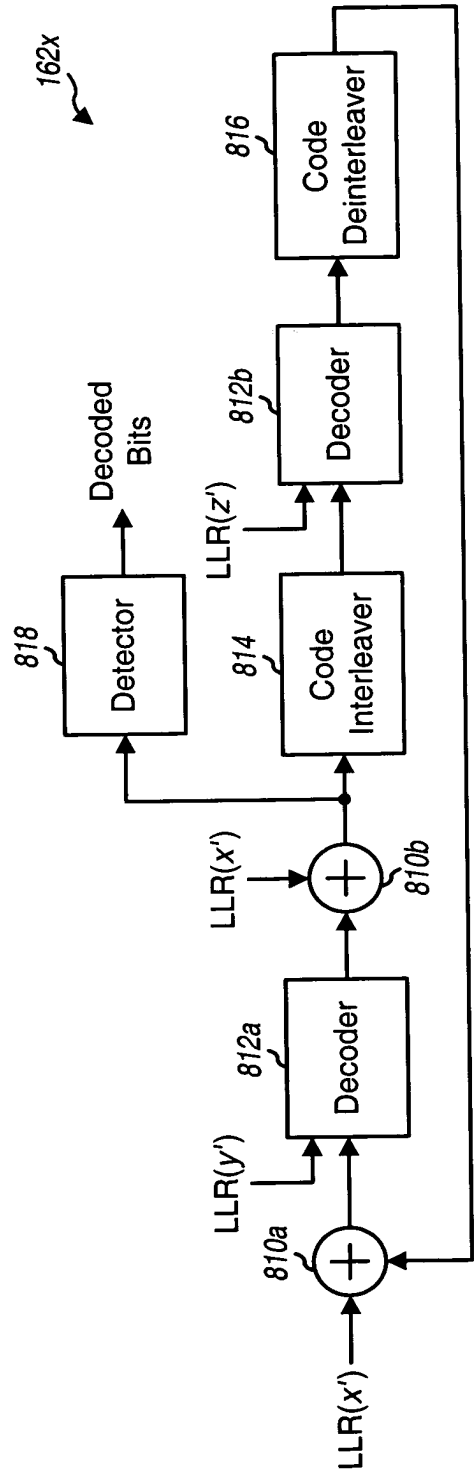 162x
818
Detector
Decoded
Bits
LLR(x')
810a
LLR(y')
812a
Decoder
LLR(x')
810b
814
Code
Interleaver
LLR(z')
812b
Decoder
816
Code
Deinterleaver